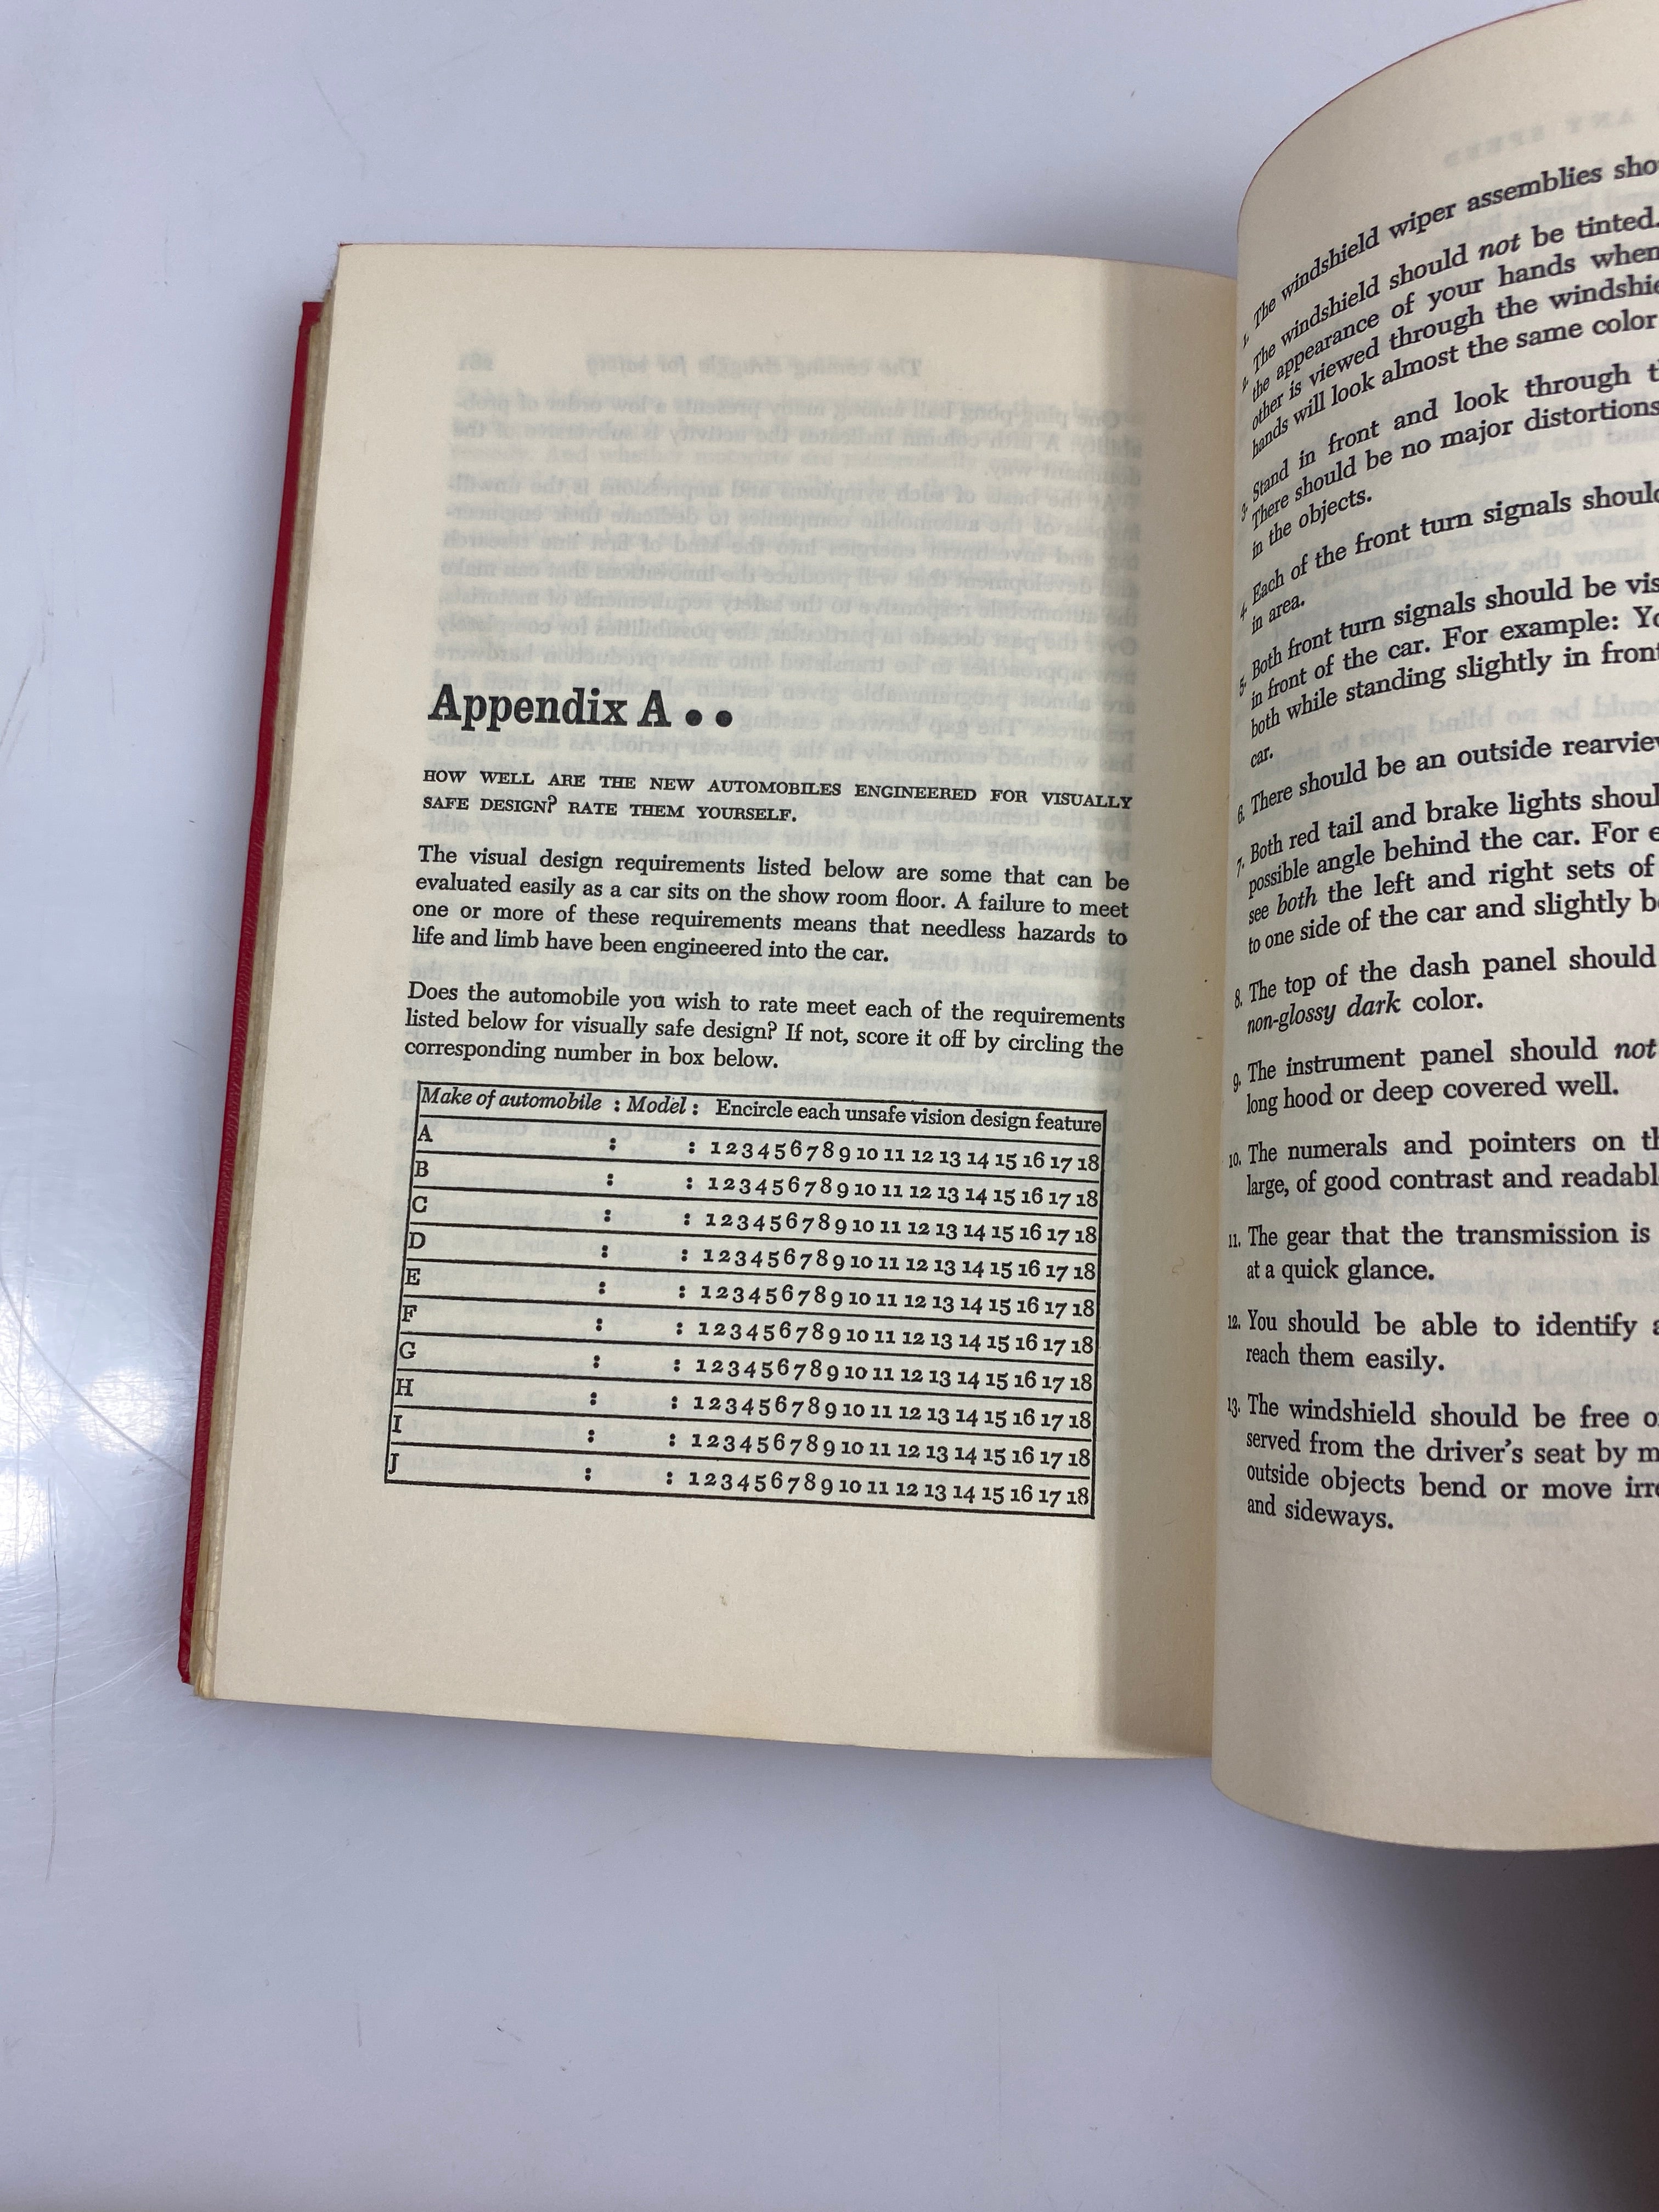 Appendix A ● ●
HOW WELL ARE THE NEW AUTOMOBILES ENGINEERED FOR VISUALLY
SAFE DESIGN? RATE THEM YOURSELF.
The visual design requirements listed below are some that can be
evaluated easily as a car sits on the show room floor. A failure to meet
one or more of these requirements means that needless hazards to
life and limb have been engineered into the car.
Does the automobile you wish to rate meet each of the requirements
listed below for visually safe design? If not, score it off by circling the
corresponding number in box below.
Make of automobile : Model : Encircle each unsafe vision design feature
A : : 1 2 3 4 5 6 7 8 9 10 11 12 13 14 15 16 17 18
B : : 1 2 3 4 5 6 7 8 9 10 11 12 13 14 15 16 17 18
C : : 1 2 3 4 5 6 7 8 9 10 11 12 13 14 15 16 17 18
D : : 1 2 3 4 5 6 7 8 9 10 11 12 13 14 15 16 17 18
E : : 1 2 3 4 5 6 7 8 9 10 11 12 13 14 15 16 17 18
F : : 1 2 3 4 5 6 7 8 9 10 11 12 13 14 15 16 17 18
G : : 1 2 3 4 5 6 7 8 9 10 11 12 13 14 15 16 17 18
H : : 1 2 3 4 5 6 7 8 9 10 11 12 13 14 15 16 17 18
I : : 1 2 3 4 5 6 7 8 9 10 11 12 13 14 15 16 17 18
J : : 1 2 3 4 5 6 7 8 9 10 11 12 13 14 15 16 17 18
1. The windshield wiper assemblies
2. The windshield should not be tinted.
the appearance of your hands when
other is viewed through the
hands will look almost the same color
3. Stand in front and look through
There should be no major distortions
in the objects.
4. Each of the front turn signals
in area.
5. Both front turn signals should be
in front of the car. For example:
both while standing slightly in
car.
6. There should be an outside
7. Both red tail and brake lights
possible angle behind the car. For
see both the left and right sets of
to one side of the car and slightly
8. The top of the dash panel should
non-glossy dark color.
9. The instrument panel should not
long hood or deep covered well.
10. The numerals and pointers on
large, of good contrast and
11. The gear that the transmission is
at a quick glance.
12. You should be able to identify
reach them easily.
13. The windshield should be free
served from the driver's seat by
outside objects bend or move
and sideways.